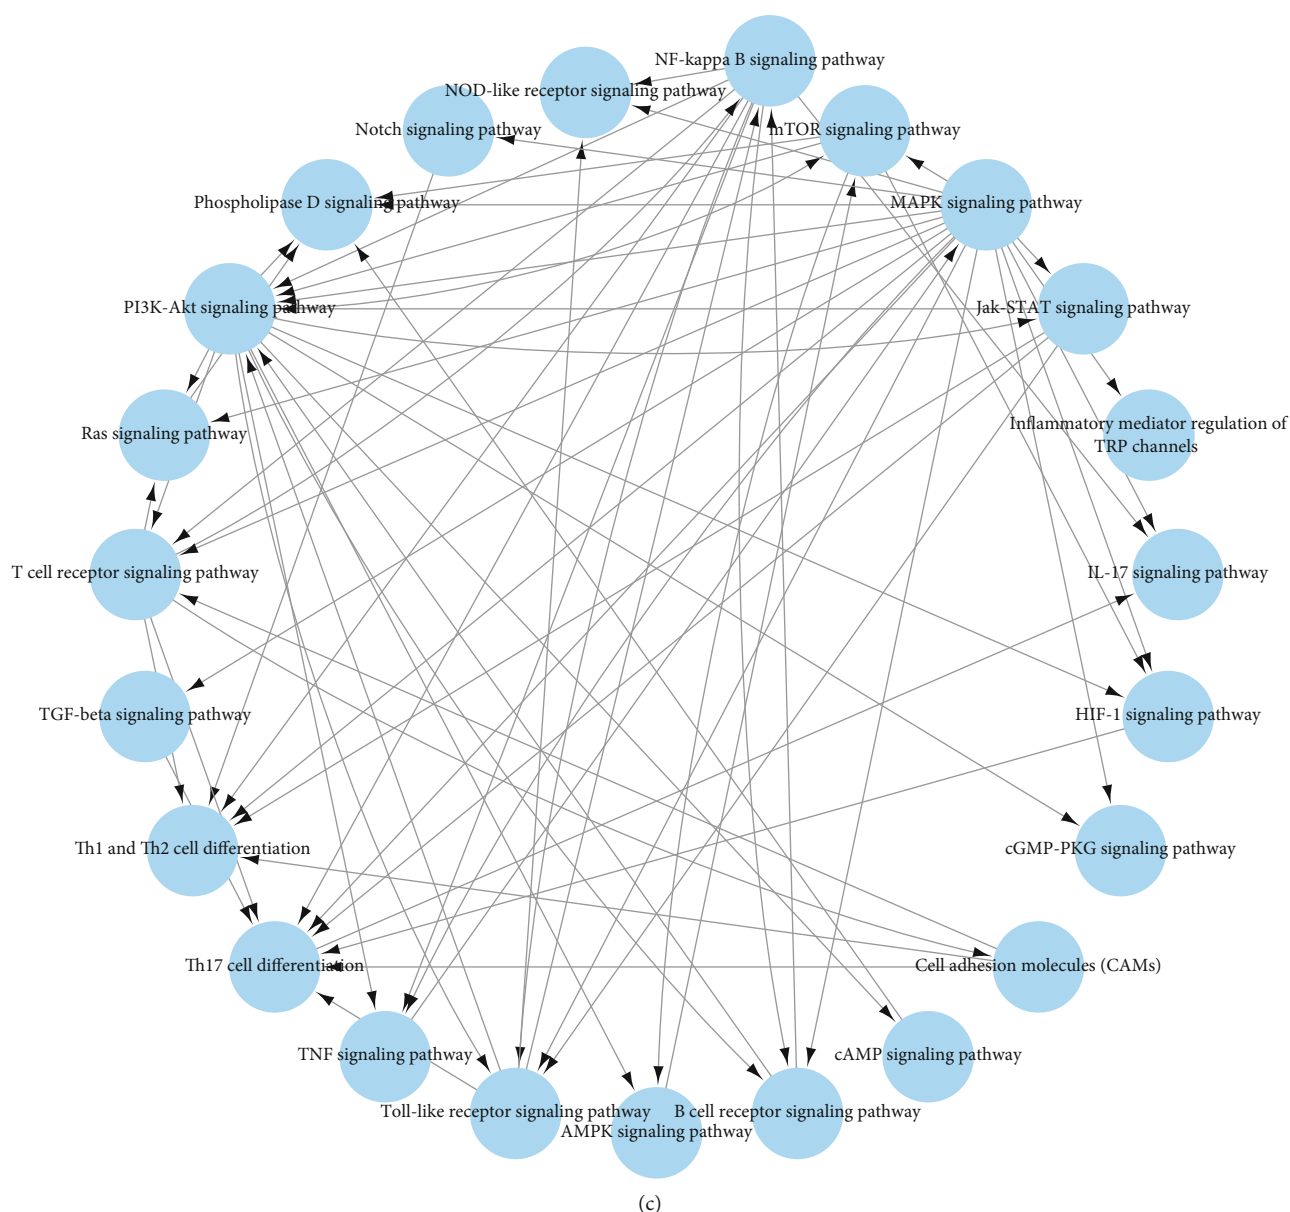 NF-kappa B signaling pathway
NOD-like receptor signaling pathway
Notch signaling pathway
mTOR signaling pathway
Phospholipase D signaling pathway
MAPK signaling pathway
PI3K-Akt signaling pathway
Jak-STAT signaling pathway
Ras signaling pathway
Inflammatory mediator regulation of
TRP channels
T cell receptor signaling pathway
IL-17 signaling pathway
TGF-beta signaling pathway
HIF-1 signaling pathway
Th1 and Th2 cell differentiation
cGMP-PKG signaling pathway
Th17 cell differentiation
Cell adhesion molecules (CAMs)
TNF signaling pathway
cAMP signaling pathway
Toll-like receptor signaling pathway
B cell receptor signaling pathway
AMPK signaling pathway
(c)